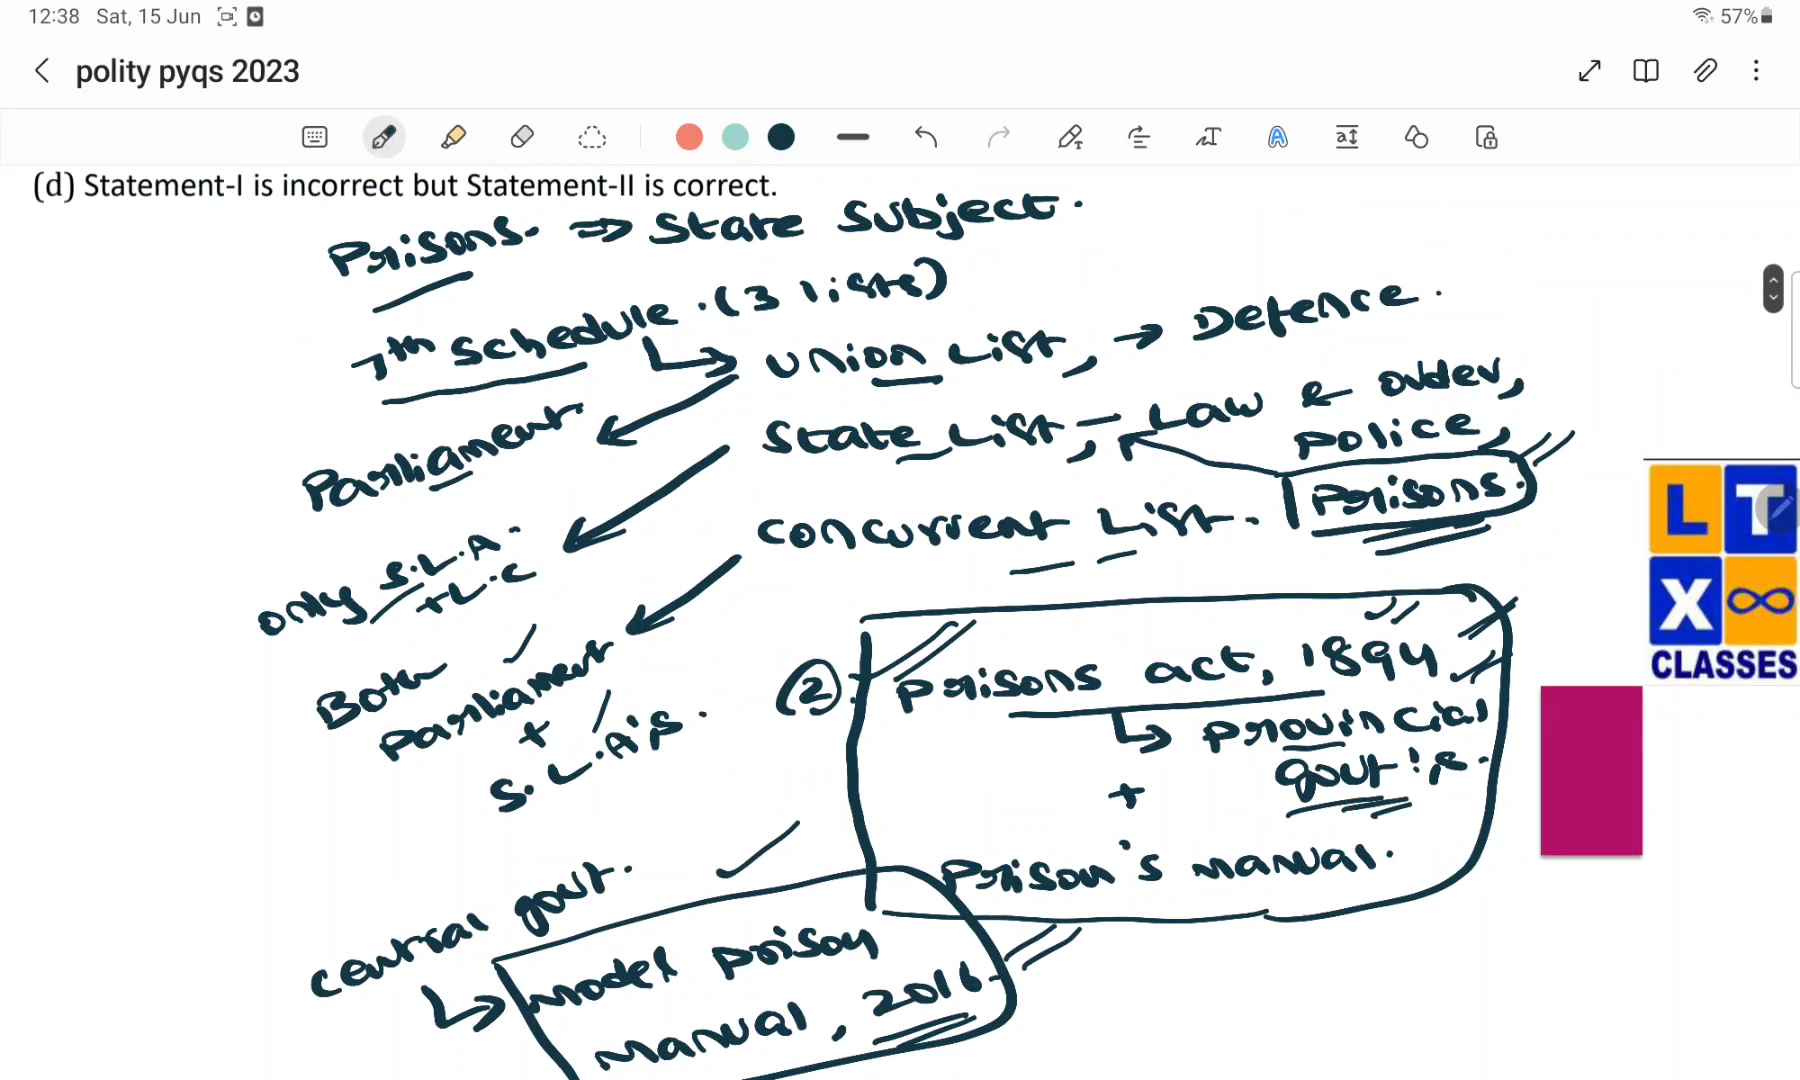 12:38 Sat, 15 Jun 57%
polity pyqs 2023
(d) Statement-I is incorrect but Statement-II is correct.
Prisons. ⇒ State Subject.
7th Schedule. (3 lists)
Union List, → Defence.
Parliament.
State List, - Law & order,
Police,
Prisons.
only S.L.A.
+L.C
Concurrent List.
Both
Parliament
+
S.L.A's.
(2) Prisons act, 1894
↳ Provincial
govt's.
+
Prison's manual.
central govt.
↳ Model Prison
manual, 2016
L T
X ∞
CLASSES